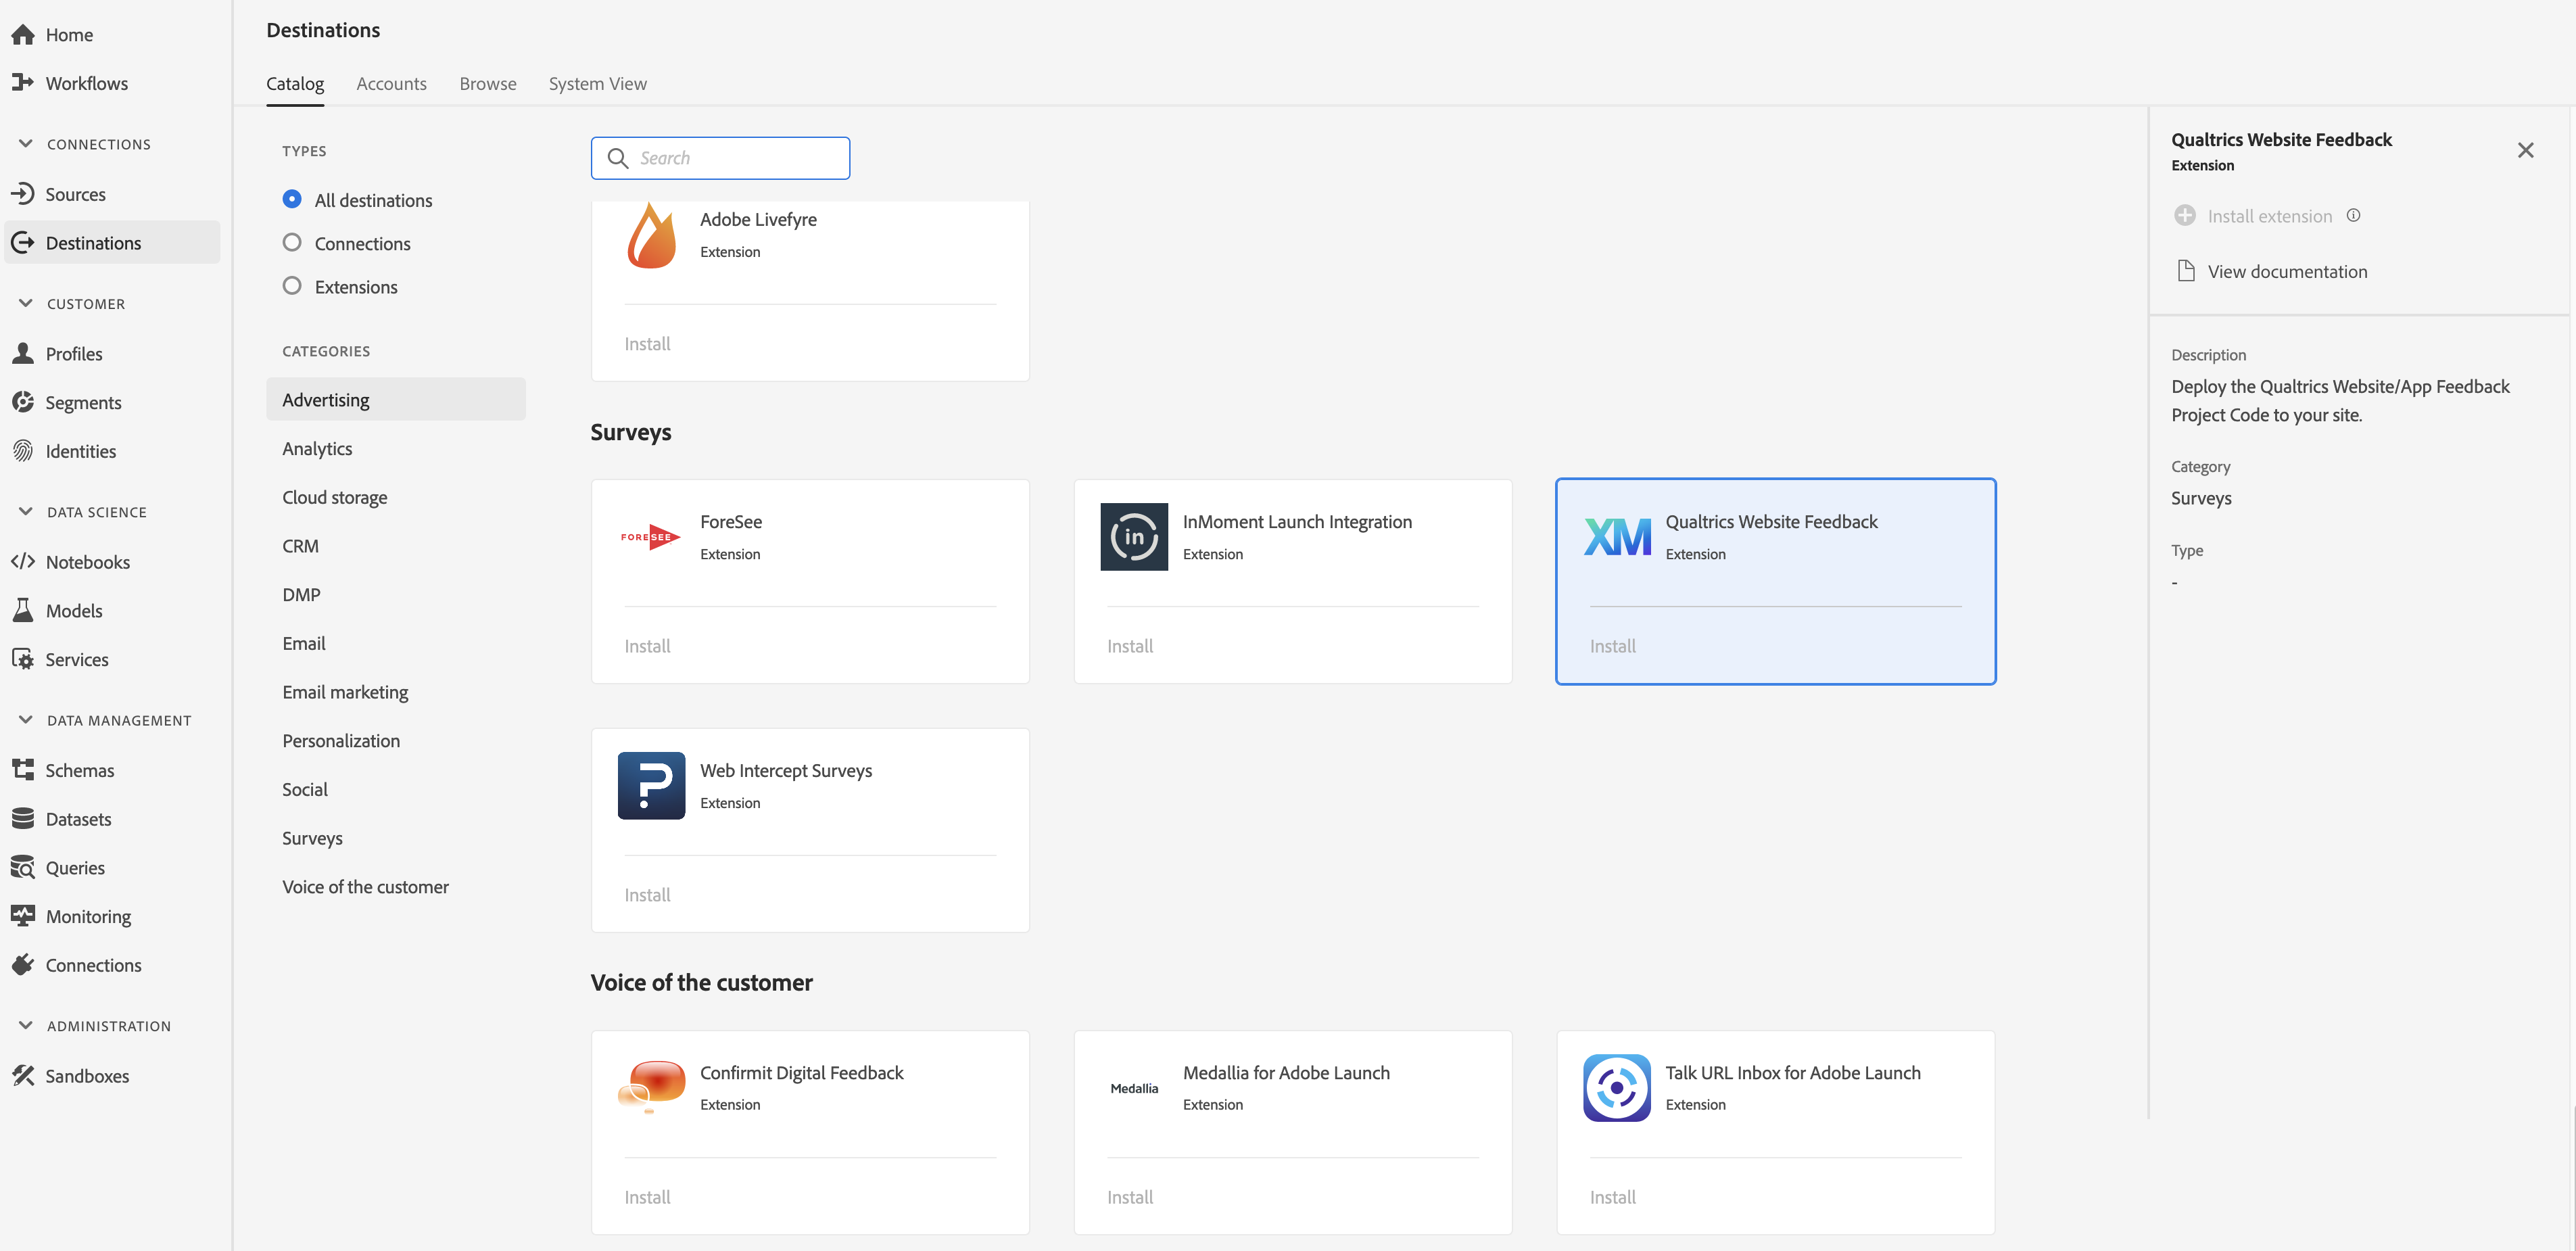 Home
Workflows
CONNECTIONS
Sources
Destinations
CUSTOMER
Profiles
Segments
Identities
DATA SCIENCE
Notebooks
Models
Services
DATA MANAGEMENT
Schemas
Datasets
Queries
Monitoring
Connections
ADMINISTRATION
Sandboxes
Destinations
Catalog Accounts Browse System View
TYPES
All destinations
Connections
Extensions
CATEGORIES
Advertising
Analytics
Cloud storage
CRM
DMP
Email
Email marketing
Personalization
Social
Surveys
Voice of the customer
Search
Adobe Livefyre
Extension
Install
Surveys
FORESEE
ForeSee
Extension
Install
in
InMoment Launch Integration
Extension
Install
XM
Qualtrics Website Feedback
Extension
Install
Web Intercept Surveys
Extension
Install
Voice of the customer
Confirmit Digital Feedback
Extension
Install
Medallia
Medallia for Adobe Launch
Extension
Install
Talk URL Inbox for Adobe Launch
Extension
Install
Qualtrics Website Feedback
Extension
Install extension
View documentation
Description
Deploy the Qualtrics Website/App Feedback
Project Code to your site.
Category
Surveys
Type
-